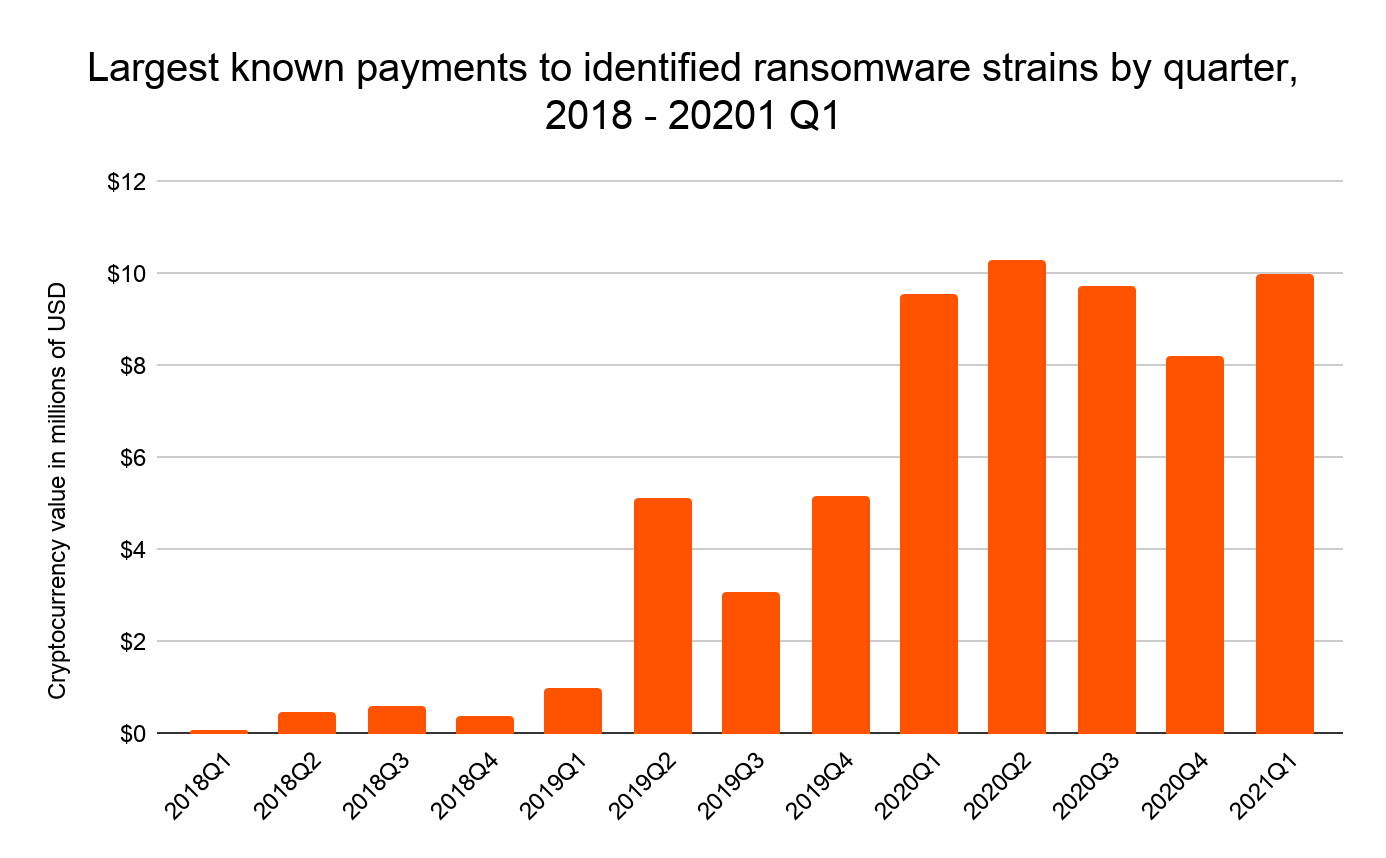 Largest known payments to identified ransomware strains by quarter,
2018 - 20201 Q1
Cryptocurrency value in millions of USD
$12
$10
$8
$6
$4
$2
$0
2018Q1
2018Q2
2018Q3
2018Q4
2019Q1
2019Q2
2019Q3
2019Q4
2020Q1
2020Q2
2020Q3
2020Q4
2021Q1